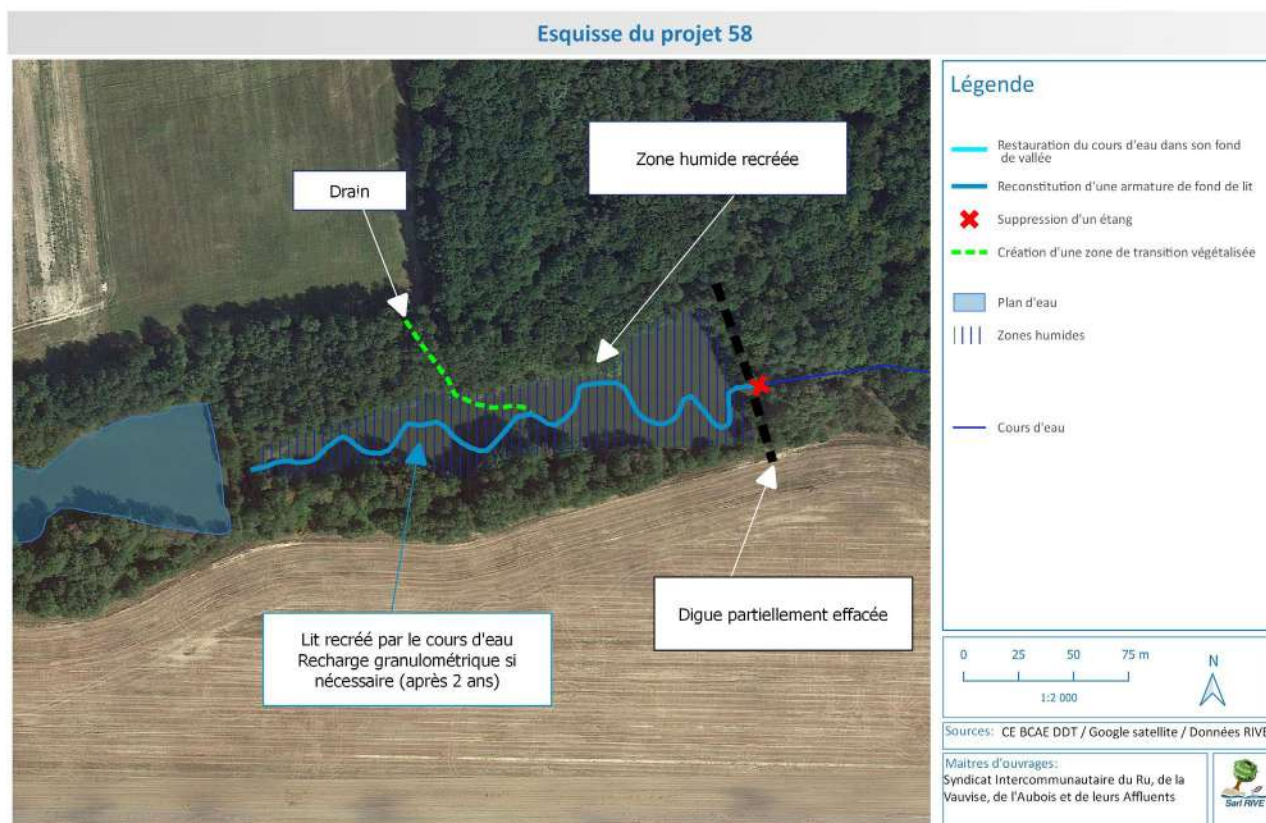 Esquisse du projet 58
Drain
Zone humide recréée
Lit recréé par le cours d'eau
Recharge granulométrique si
nécessaire (après 2 ans)
Digue partiellement effacée
Légende
Restauration du cours d'eau dans son fond
de vallée
Reconstitution d'une armature de fond de lit
Suppression d'un étang
Création d'une zone de transition végétalisée
Plan d'eau
Zones humides
Cours d'eau
0 25 50 75 m
1:2 000
N
Sources: CE BCAE DDT / Google satellite / Données RIVE
Maitres d'ouvrages:
Syndicat Intercommunautaire du Ru, de la
Vauvise, de l'Aubois et de leurs Affluents
Sarl RIVE